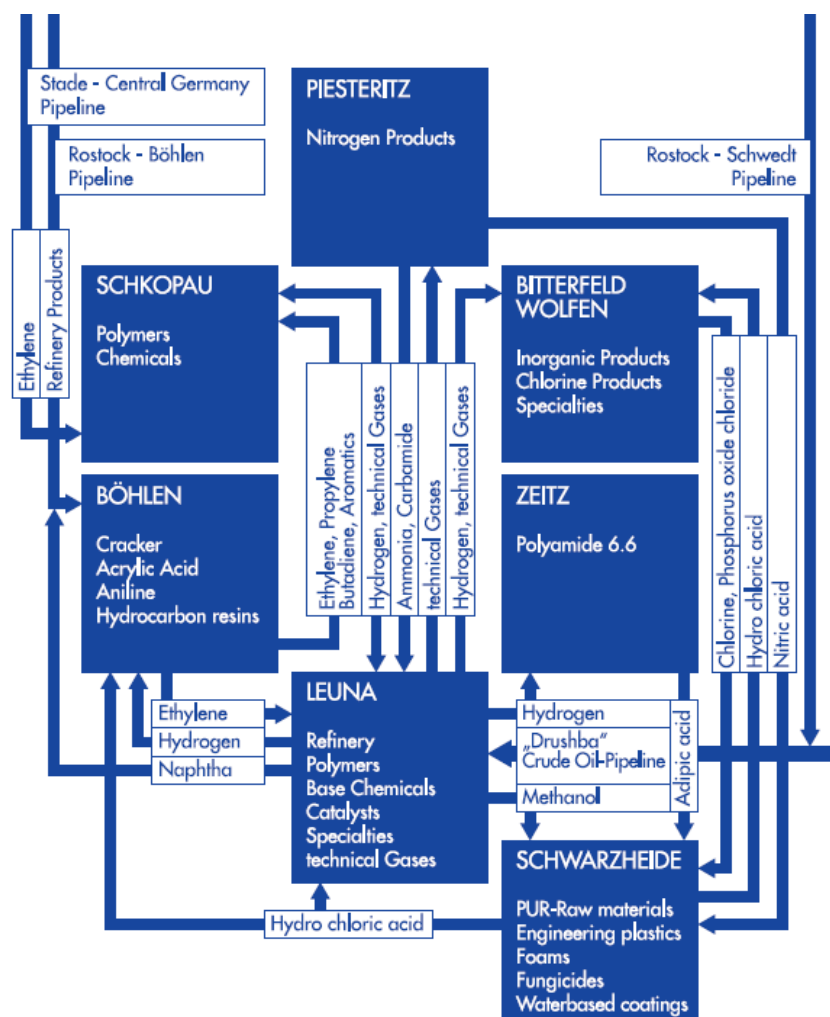 Stade - Central Germany
Pipeline
Rostock - Böhlen
Pipeline
PIESTERITZ
Nitrogen Products
Rostock - Schwedt
Pipeline
Ethylene
Refinery Products
SCHKOPAU
Polymers
Chemicals
BITTERFELD
WOLFEN
Inorganic Products
Chlorine Products
Specialties
BÖHLEN
Cracker
Acrylic Acid
Aniline
Hydrocarbon resins
Ethylene, Propylene
Butadiene, Aromatics
Hydrogen, technical Gases
Ammonia, Carbamide
technical Gases
Hydrogen, technical Gases
ZEITZ
Polyamide 6.6
Chlorine, Phosphorus oxide chloride
Hydro chloric acid
Nitric acid
Ethylene
Hydrogen
Naphtha
LEUNA
Refinery
Polymers
Base Chemicals
Catalysts
Specialties
technical Gases
Hydrogen
„Drushba“
Crude Oil-Pipeline
Methanol
Adipic acid
Hydro chloric acid
SCHWARZHEIDE
PUR-Raw materials
Engineering plastics
Foams
Fungicides
Waterbased coatings